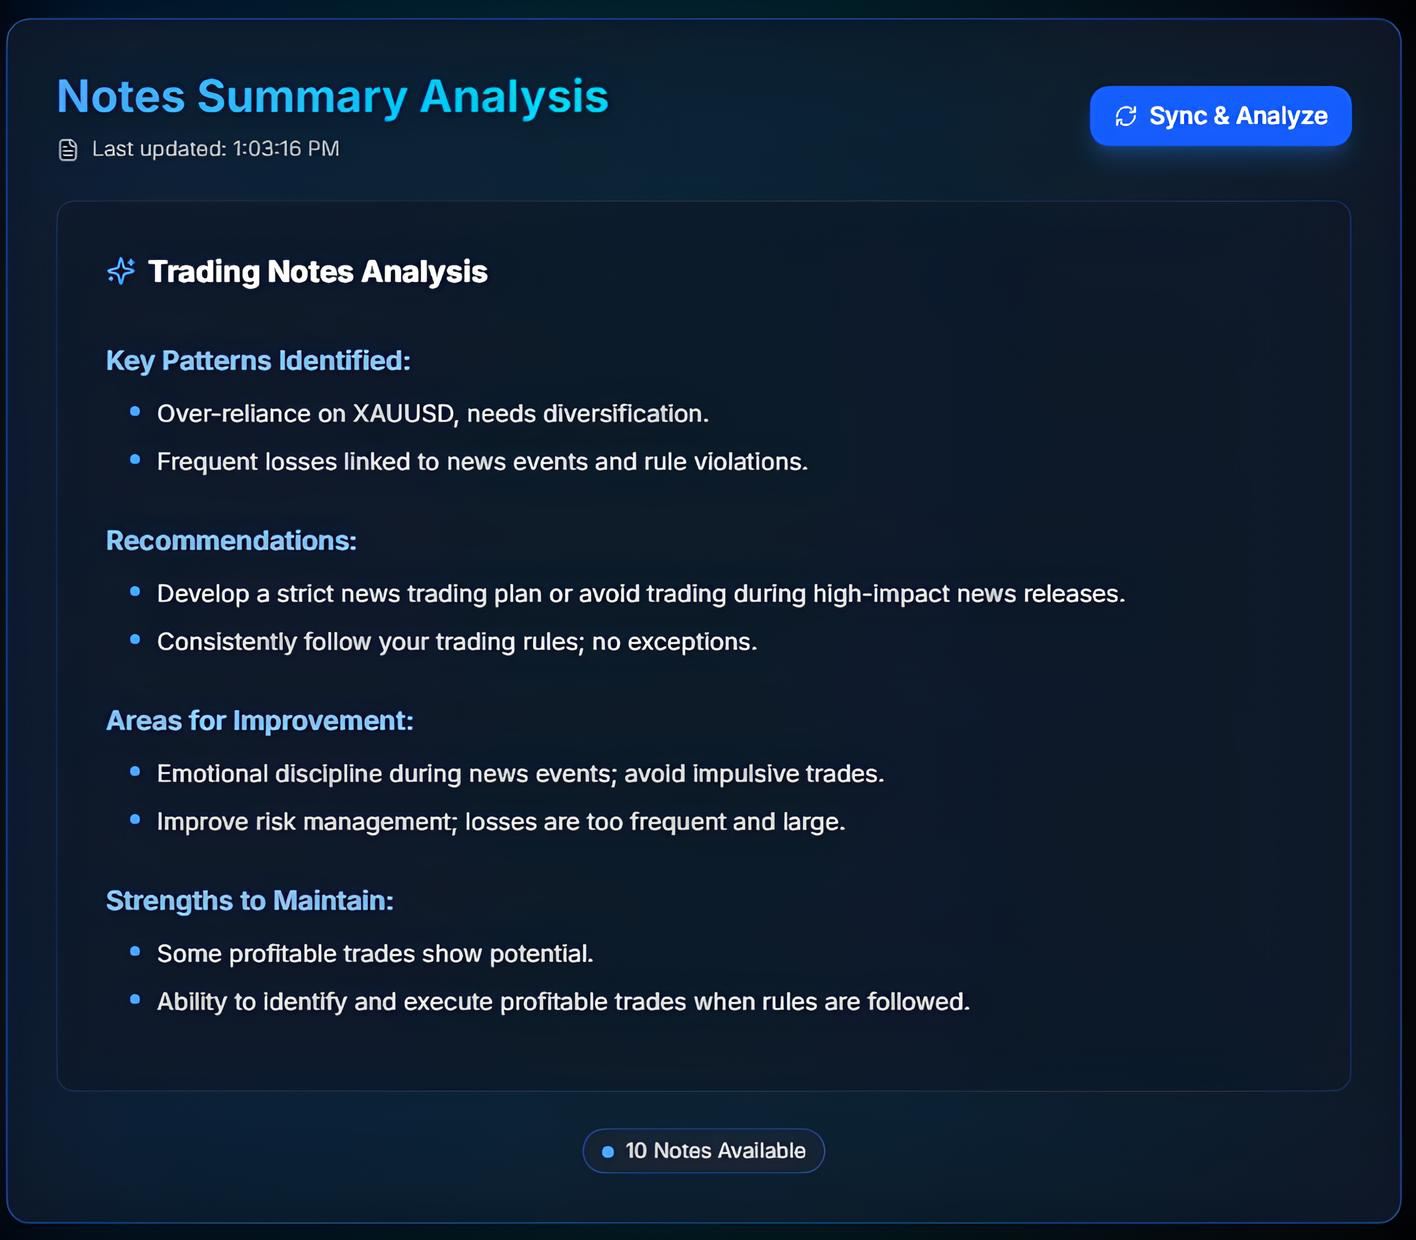 Notes Summary Analysis
Last updated: 1:03:16 PM
Sync & Analyze
Trading Notes Analysis
Key Patterns Identified:
Over-reliance on XAUUSD, needs diversification.
Frequent losses linked to news events and rule violations.
Recommendations:
Develop a strict news trading plan or avoid trading during high-impact news releases.
Consistently follow your trading rules; no exceptions.
Areas for Improvement:
Emotional discipline during news events; avoid impulsive trades.
Improve risk management; losses are too frequent and large.
Strengths to Maintain:
Some profitable trades show potential.
Ability to identify and execute profitable trades when rules are followed.
10 Notes Available